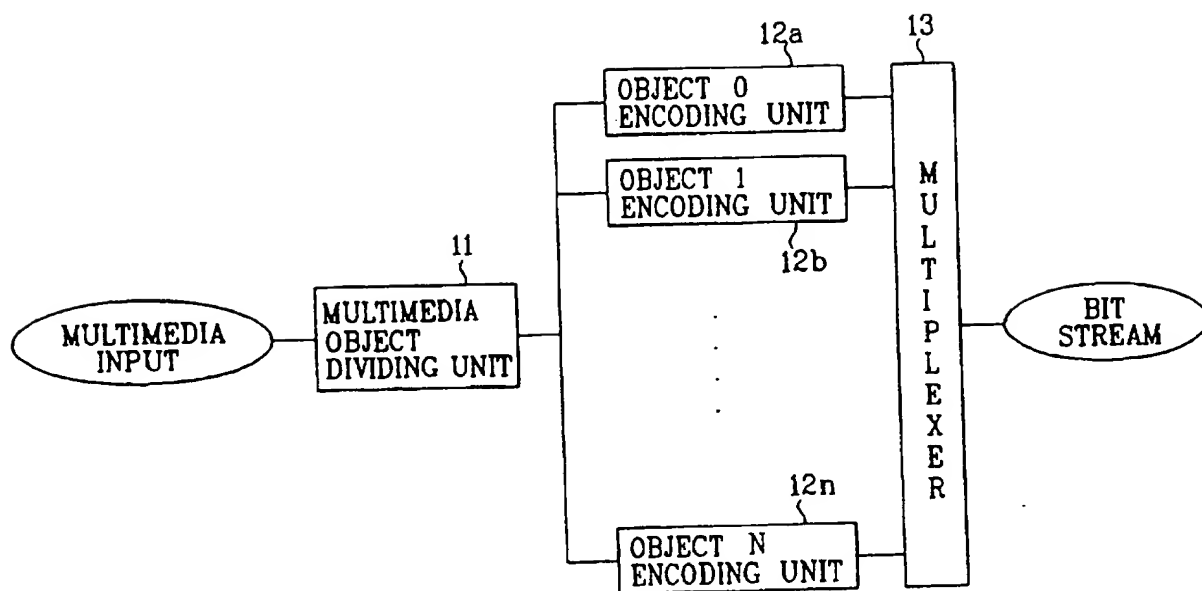 12a
13
OBJECT 0
ENCODING UNIT
OBJECT 1
ENCODING UNIT
12b
11
MULTIMEDIA
INPUT
MULTIMEDIA
OBJECT
DIVIDING UNIT
MULTIPLEXER
BIT
STREAM
12n
OBJECT N
ENCODING UNIT